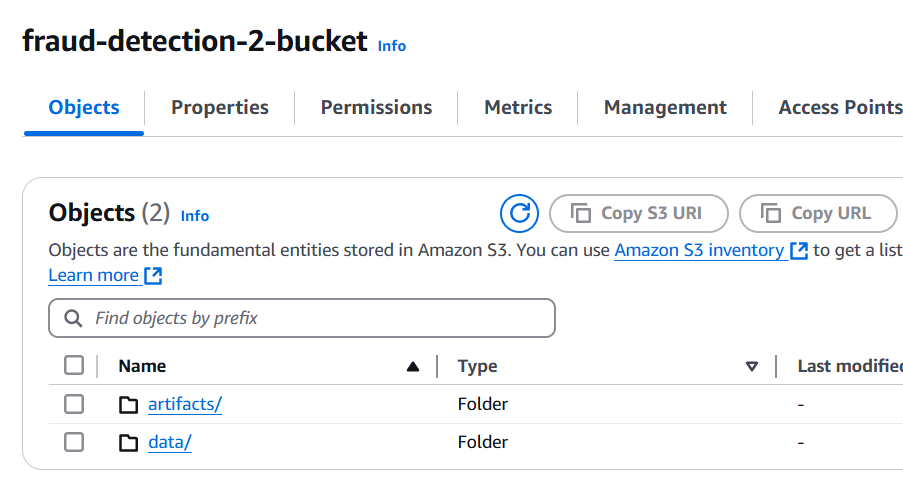 fraud-detection-2-bucket Info
Objects Properties Permissions Metrics Management Access Points
Objects (2) Info Copy S3 URI Copy URL
Objects are the fundamental entities stored in Amazon S3. You can use Amazon S3 inventory to get a list
Learn more
Find objects by prefix
Name Type Last modified
artifacts/ Folder -
data/ Folder -